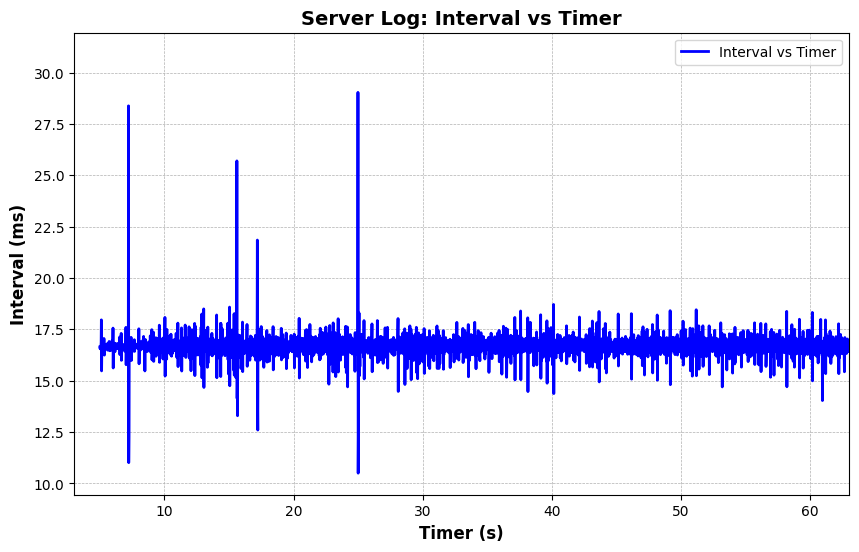 Server Log: Interval vs Timer
Interval vs Timer
30.0
27.5
25.0
22.5
20.0
17.5
15.0
12.5
10.0
Interval (ms)
10 20 30 40 50 60
Timer (s)